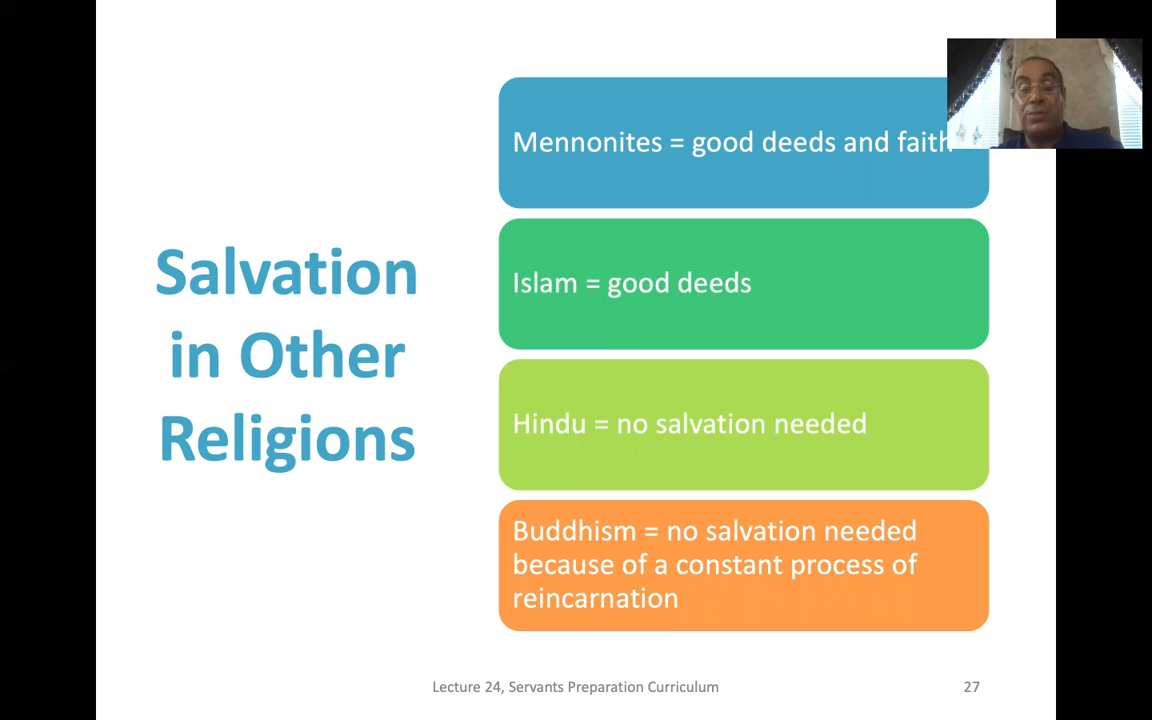 Salvation
in Other
Religions
Mennonites = good deeds and faith
Islam = good deeds
Hindu = no salvation needed
Buddhism = no salvation needed
because of a constant process of
reincarnation
Lecture 24, Servants Preparation Curriculum
27